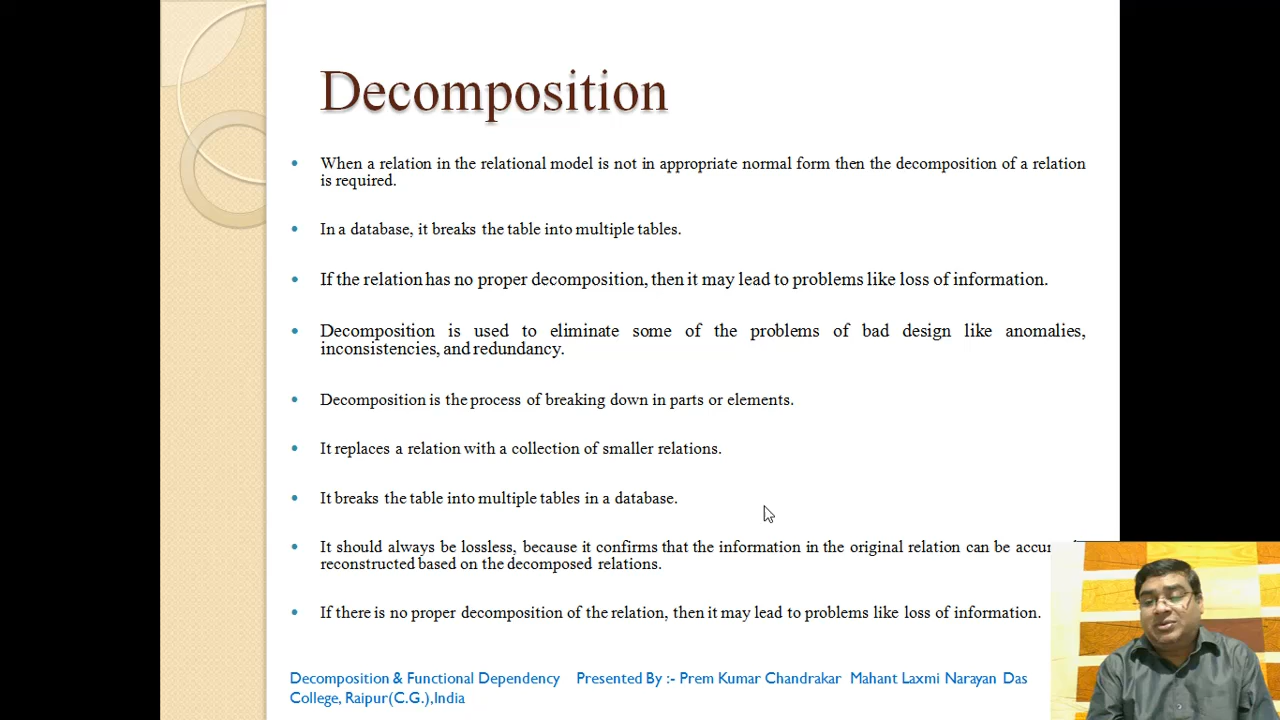 Decomposition
When a relation in the relational model is not in appropriate normal form then the decomposition of a relation
is required.
In a database, it breaks the table into multiple tables.
If the relation has no proper decomposition, then it may lead to problems like loss of information.
Decomposition is used to eliminate some of the problems of bad design like anomalies,
inconsistencies, and redundancy.
Decomposition is the process of breaking down in parts or elements.
It replaces a relation with a collection of smaller relations.
It breaks the table into multiple tables in a database.
It should always be lossless, because it confirms that the information in the original relation can be
reconstructed based on the decomposed relations.
If there is no proper decomposition of the relation, then it may lead to problems like loss of information.
Decomposition & Functional Dependency Presented By :- Prem Kumar Chandrakar Mahant Laxmi Narayan Das
College, Raipur(C.G.),India